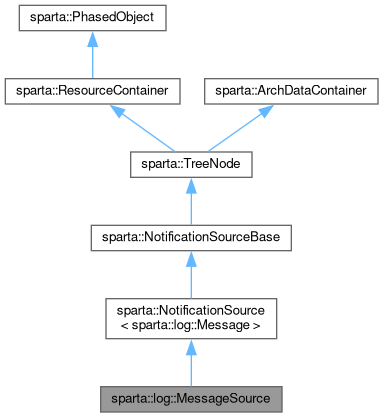 sparta::PhasedObject
sparta::ResourceContainer
sparta::ArchDataContainer
sparta::TreeNode
sparta::NotificationSourceBase
sparta::NotificationSource
< sparta::log::Message >
sparta::log::MessageSource